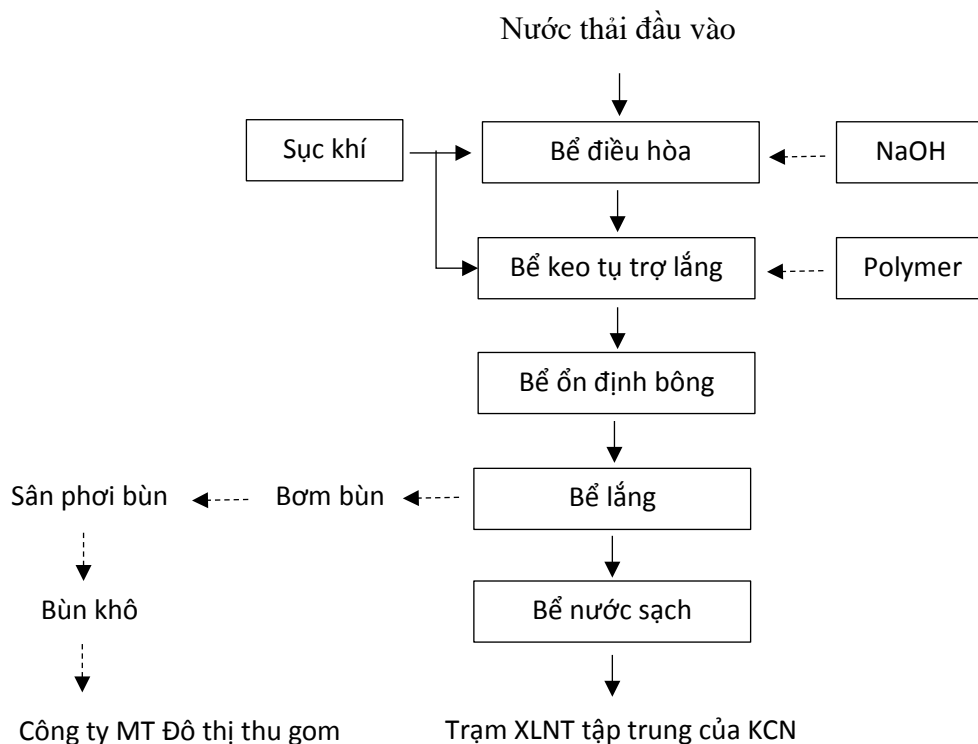 Nước thải đầu vào
Sục khí
Bể điều hòa
NaOH
Bể keo tụ trợ lắng
Polymer
Bể ổn định bông
Sân phơi bùn
Bơm bùn
Bể lắng
Bùn khô
Bể nước sạch
Công ty MT Đô thị thu gom
Trạm XLNT tập trung của KCN